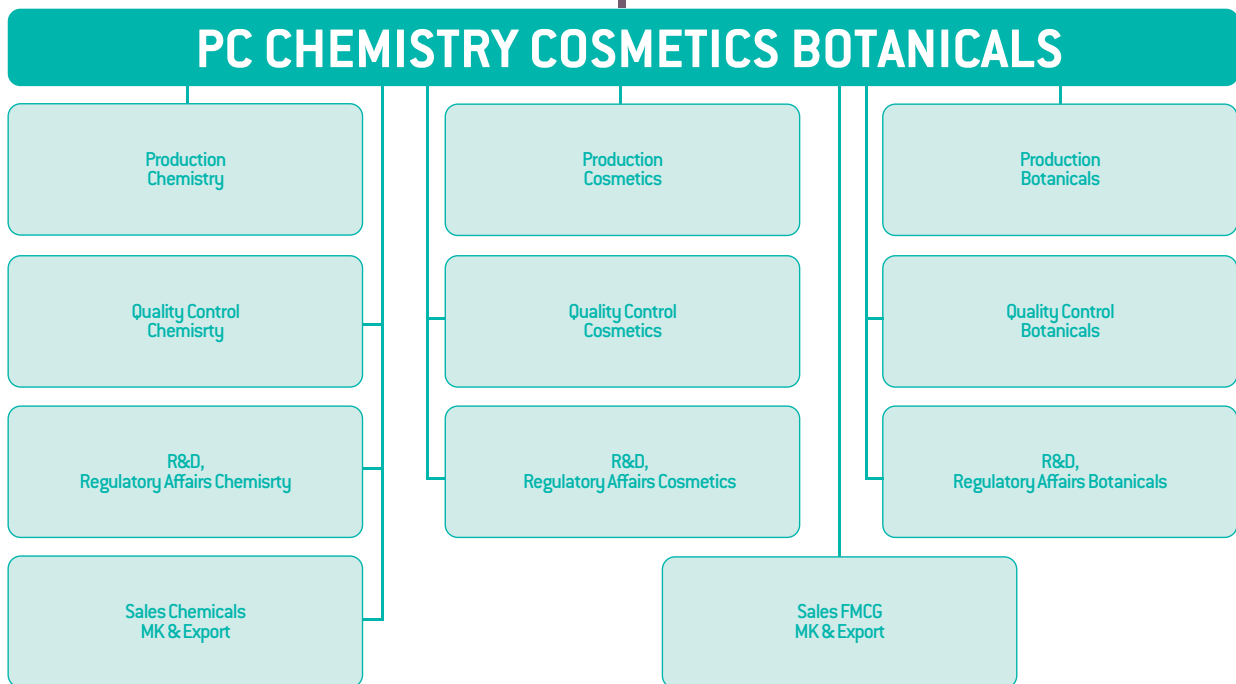 PC CHEMISTRY COSMETICS BOTANICALS
Production
Chemistry
Production
Cosmetics
Production
Botanicals
Quality Control
Chemisrty
Quality Control
Cosmetics
Quality Control
Botanicals
R&D,
Regulatory Affairs Chemisrty
R&D,
Regulatory Affairs Cosmetics
R&D,
Regulatory Affairs Botanicals
Sales Chemicals
MK & Export
Sales FMCG
MK & Export